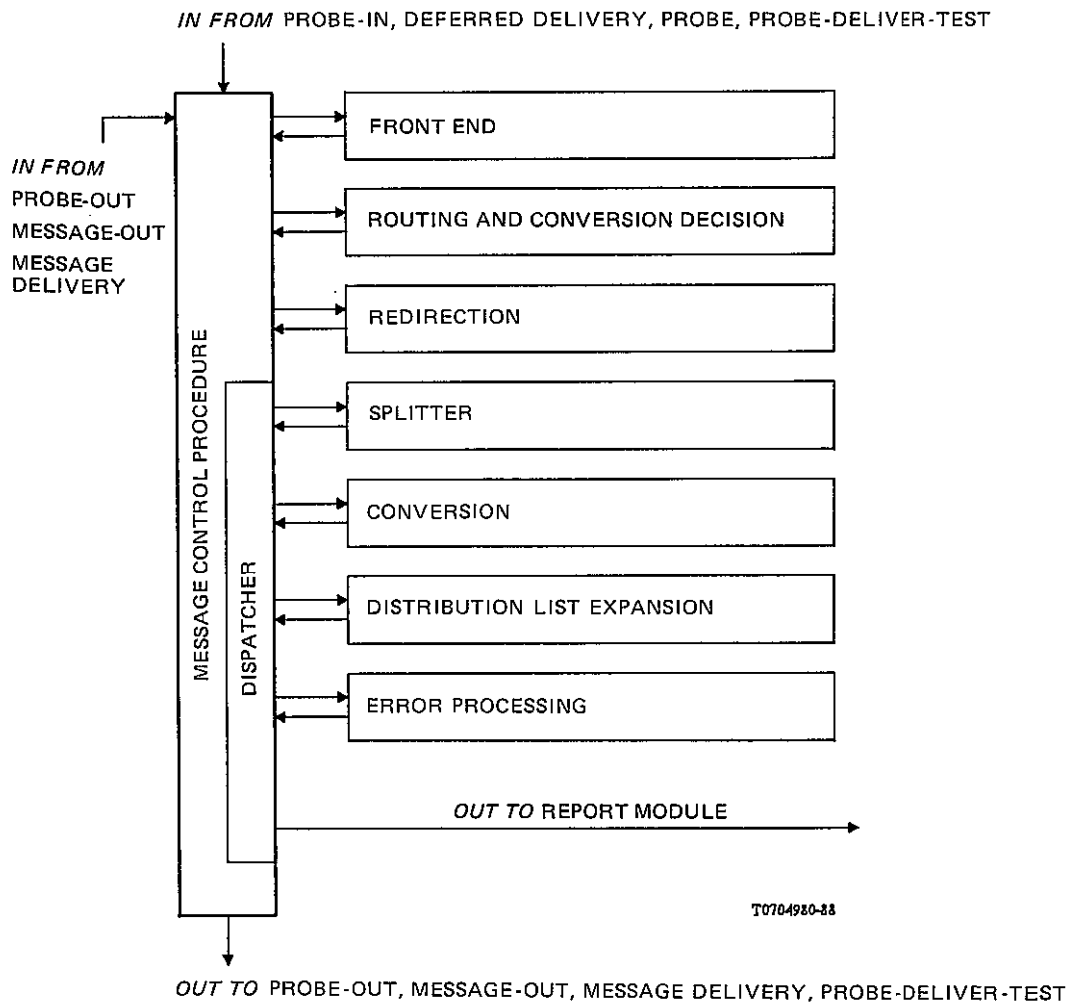 IN FROM PROBE-IN, DEFERRED DELIVERY, PROBE, PROBE-DELIVER-TEST
FRONT END
IN FROM
PROBE-OUT
MESSAGE-OUT
MESSAGE
DELIVERY
ROUTING AND CONVERSION DECISION
REDIRECTION
MESSAGE CONTROL PROCEDURE
SPLITTER
CONVERSION
DISPATCHER
DISTRIBUTION LIST EXPANSION
ERROR PROCESSING
OUT TO REPORT MODULE
T0704980-88
OUT TO PROBE-OUT, MESSAGE-OUT, MESSAGE DELIVERY, PROBE-DELIVER-TEST